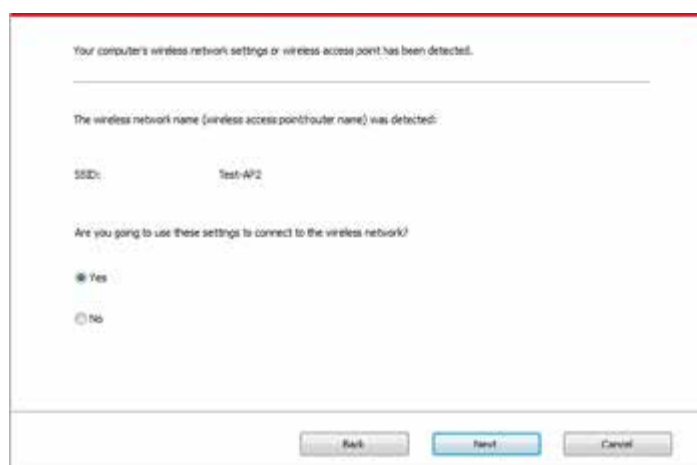 Your computer's wireless network settings or wireless access point has been detected.
The wireless network name (wireless access point/router name) was detected:
SSID: Test-AP2
Are you going to use these settings to connect to the wireless network?
Yes
No
Back Next Cancel